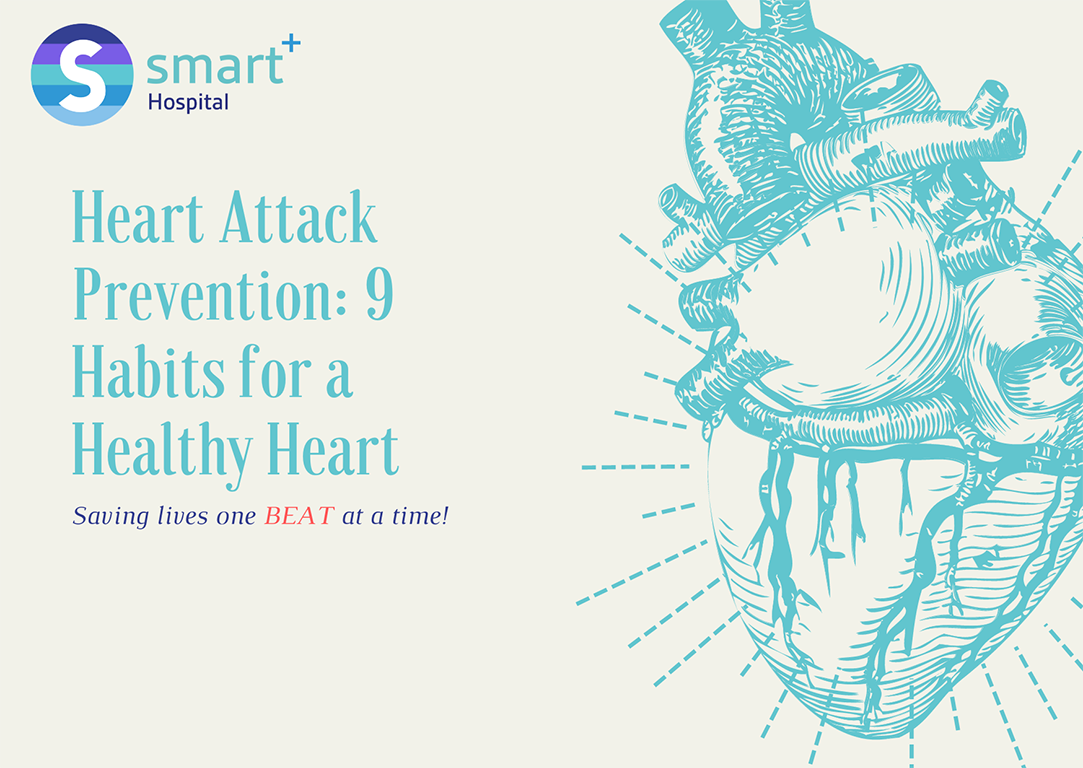 S
smart+
Hospital
Heart Attack
Prevention: 9
Habits for a
Healthy Heart
Saving lives one BEAT at a time!